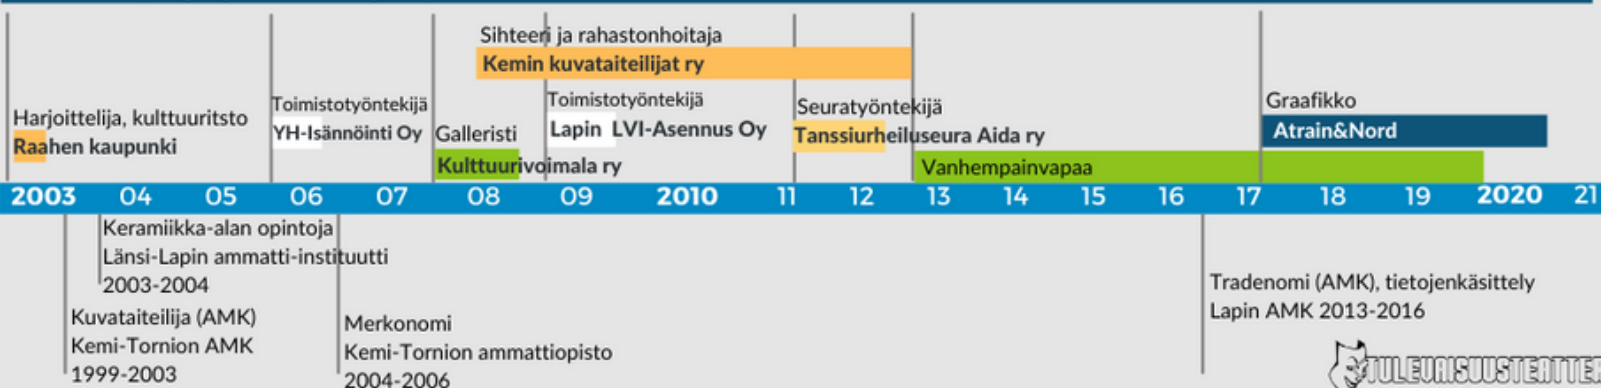 Sihteeri ja rahastonhoitaja
Kemin kuvataiteilijat ry
Harjoittelija, kulttuuritsto
Raahen kaupunki
Toimistotyöntekijä
YH-Isännöinti Oy
Galleristi
Kulttuurivoimala ry
Toimistotyöntekijä
Lapin LVI-Asennus Oy
Seuratyöntekijä
Tanssiurheiluseura Aida ry
Vanhempainvapaa
Graafikko
Atrain&Nord
2003 04 05 06 07 08 09 2010 11 12 13 14 15 16 17 18 19 2020 21
Keramiikka-alan opintoja
Länsi-Lapin ammatti-instituutti
2003-2004
Kuvataiteilija (AMK)
Kemi-Tornion AMK
1999-2003
Merkonomi
Kemi-Tornion ammattiopisto
2004-2006
Tradenomi (AMK), tietojenkäsittely
Lapin AMK 2013-2016
TULEVAISUUSTEATTER